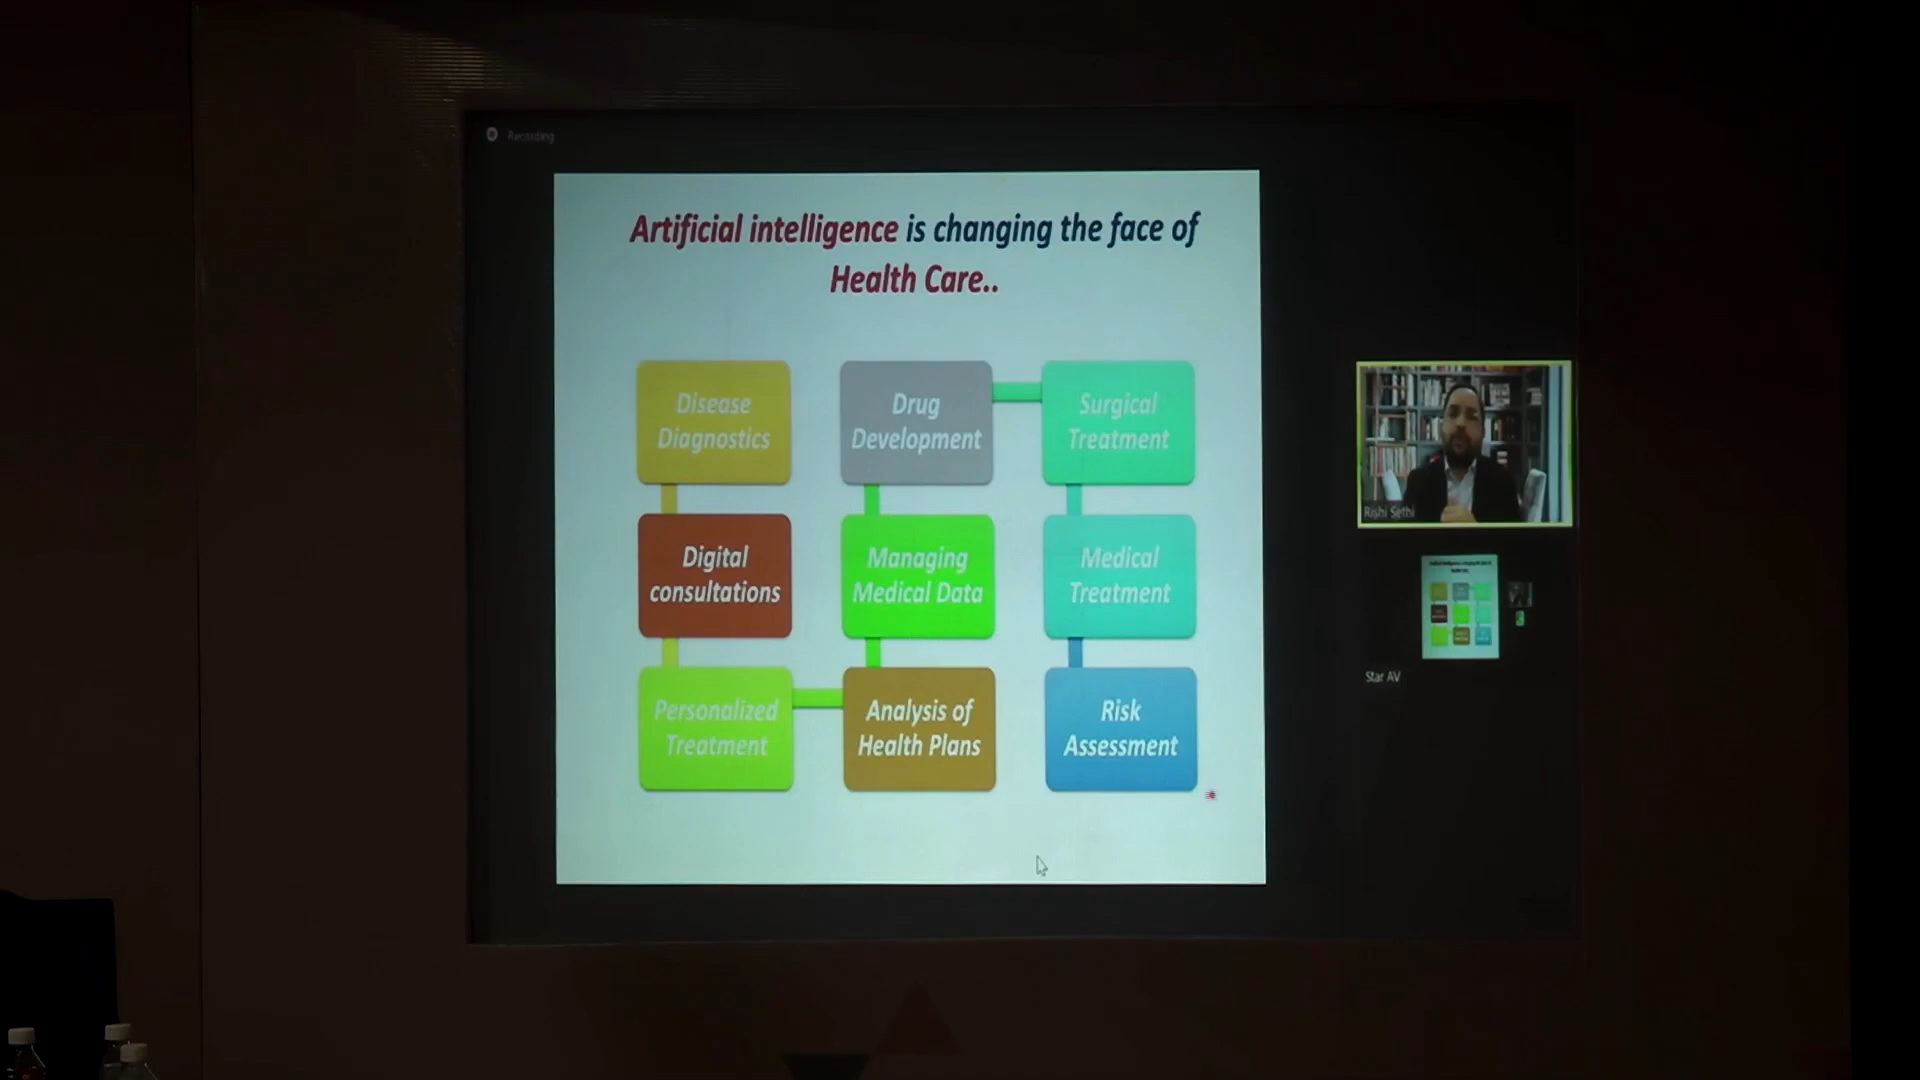 Recording
Artificial intelligence is changing the face of
Health Care..
Disease
Diagnostics
Drug
Development
Surgical
Treatment
Digital
consultations
Managing
Medical Data
Medical
Treatment
Personalized
Treatment
Analysis of
Health Plans
Risk
Assessment
Rishi Sethi
Star AV